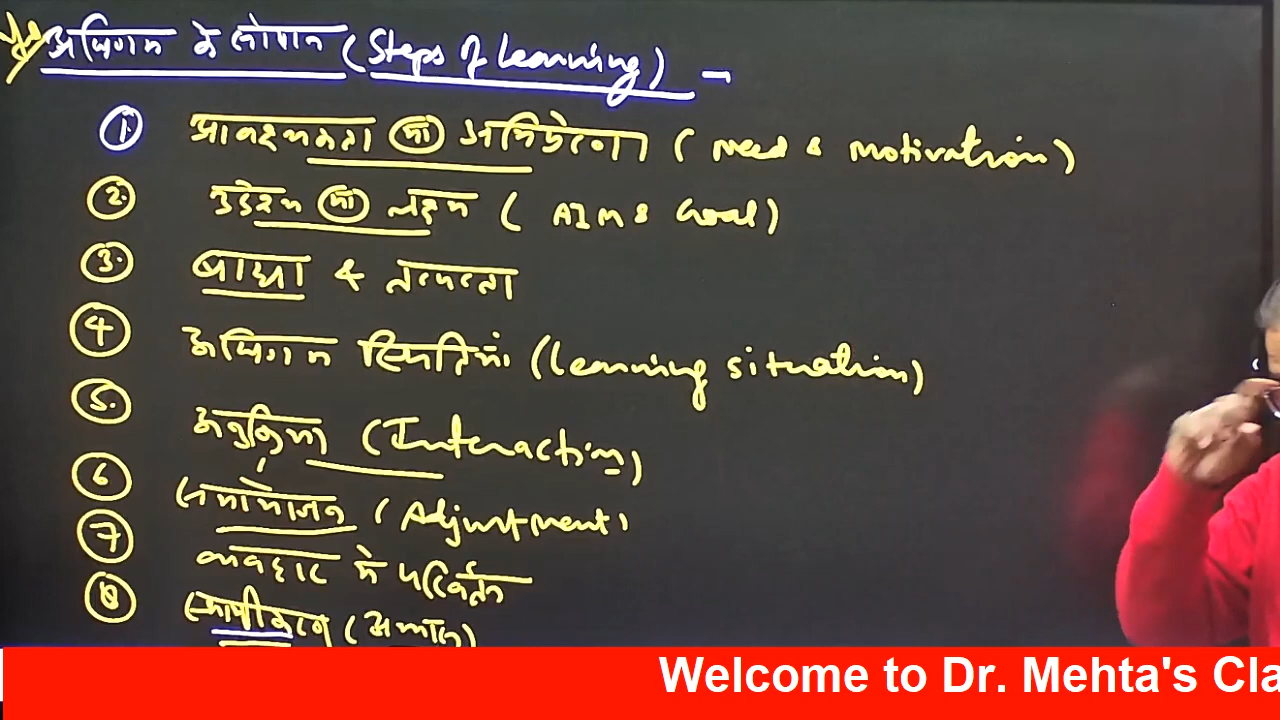 अधिगम के सोपान (Steps of Learning) -
1. आवश्यकता या अभिप्रेरणा (Need & motivation)
2. उद्देश्य या लक्ष्य (AIM & Goal)
3. बाधा & तत्परता
4 अधिगम स्थितियां (Learning situation)
5. अनुक्रिया (Interaction)
6 समायोजन (Adjustment)
7 व्यवहार में परिवर्तन
8 स्थायीकरण (अभ्यास)
Welcome to Dr. Mehta's Cla